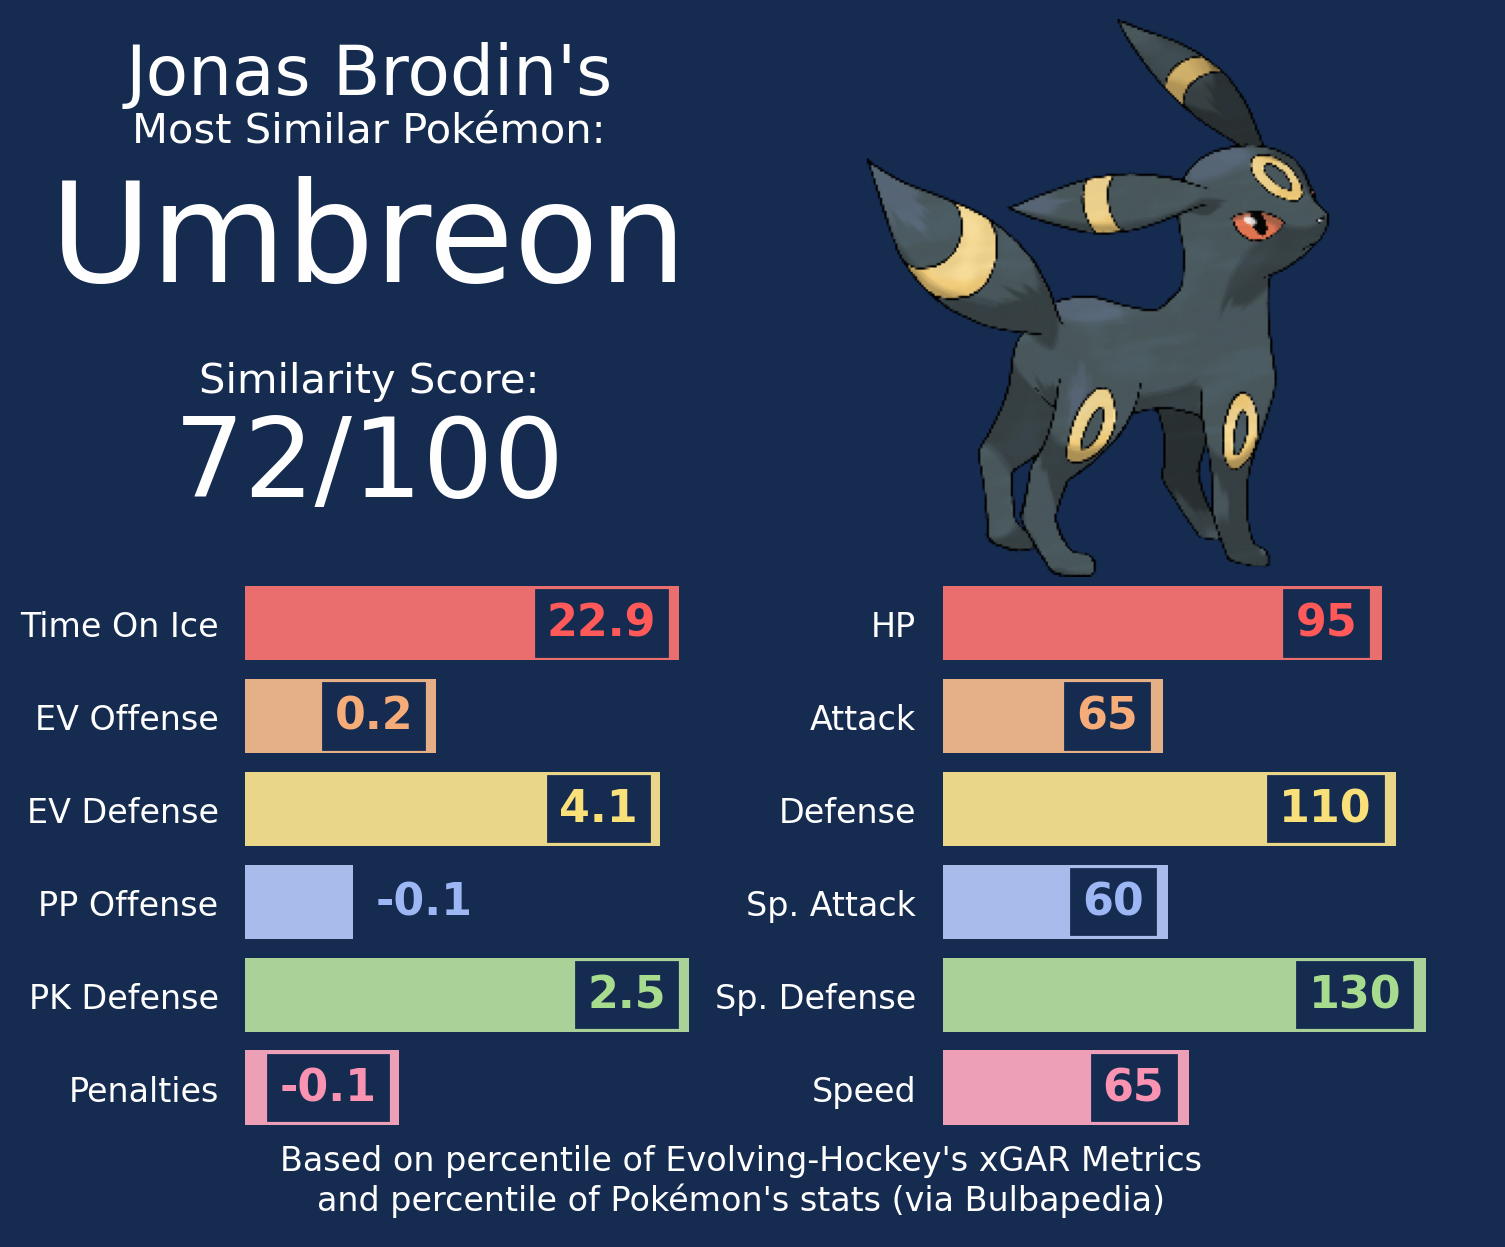 Jonas Brodin's
Most Similar Pokémon:
Umbreon
Similarity Score:
72/100
Time On Ice 22.9
EV Offense 0.2
EV Defense 4.1
PP Offense -0.1
PK Defense 2.5
Penalties -0.1
HP 95
Attack 65
Defense 110
Sp. Attack 60
Sp. Defense 130
Speed 65
Based on percentile of Evolving-Hockey's xGAR Metrics
and percentile of Pokémon's stats (via Bulbapedia)